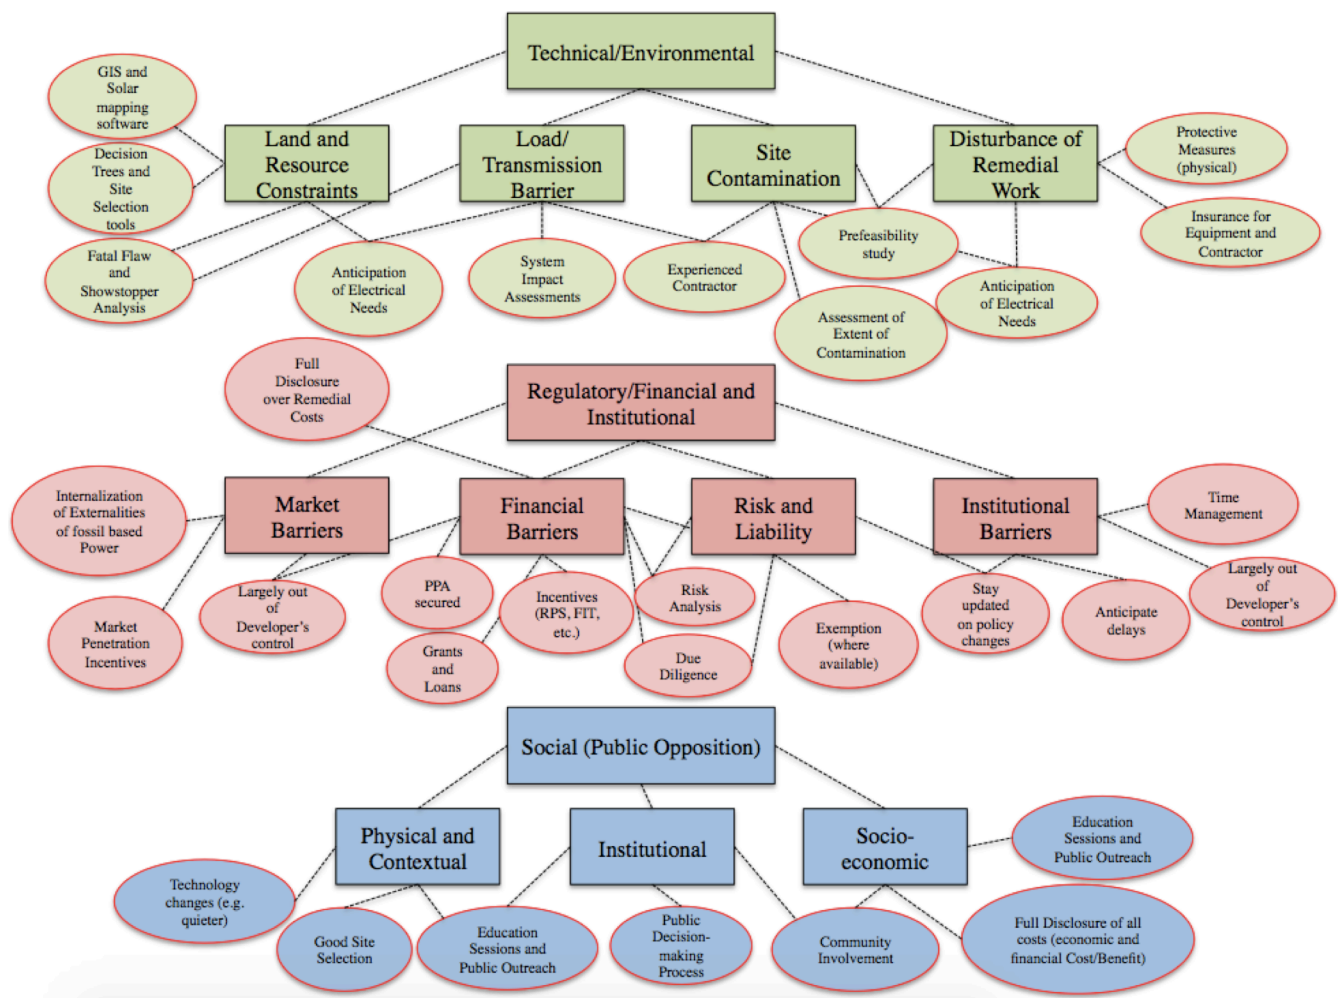 Technical/Environmental
GIS and
Solar
mapping
software
Land and
Resource
Constraints
Load/
Transmission
Barrier
Site
Contamination
Disturbance of
Remedial
Work
Protective
Measures
(physical)
Decision
Trees and
Site
Selection
tools
Insurance for
Equipment and
Contractor
Fatal Flaw
and
Showstopper
Analysis
Anticipation
of Electrical
Needs
System
Impact
Assessments
Experienced
Contractor
Prefeasibility
study
Assessment of
Extent of
Contamination
Anticipation
of Electrical
Needs
Full
Disclosure
over Remedial
Costs
Regulatory/Financial and
Institutional
Internalization
of Externalities
of fossil based
Power
Market
Barriers
Financial
Barriers
Risk and
Liability
Institutional
Barriers
Time
Management
Market
Penetration
Incentives
Largely out
of
Developer's
control
PPA
secured
Grants
and
Loans
Incentives
(RPS, FIT,
etc.)
Risk
Analysis
Due
Diligence
Exemption
(where
available)
Stay
updated
on policy
changes
Anticipate
delays
Largely out
of
Developer's
control
Social (Public Opposition)
Physical and
Contextual
Institutional
Socio-
economic
Education
Sessions and
Public Outreach
Technology
changes (e.g.
quieter)
Good Site
Selection
Education
Sessions and
Public Outreach
Public
Decision-
making
Process
Community
Involvement
Full Disclosure of all
costs (economic and
financial Cost/Benefit)